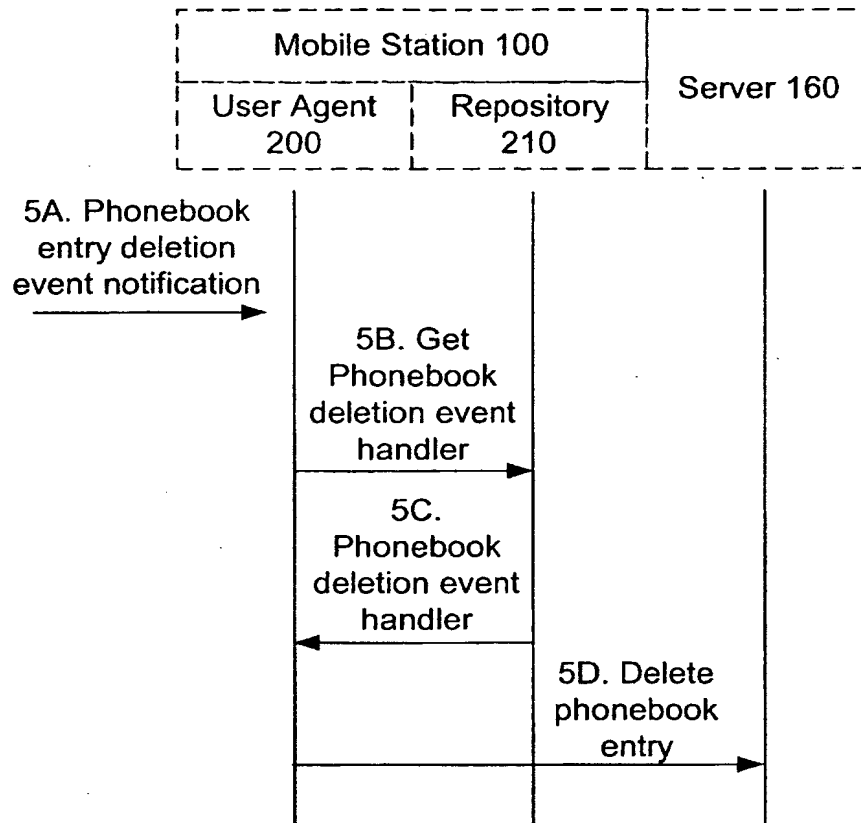 Mobile Station 100
Server 160
User Agent
200
Repository
210
5A. Phonebook
entry deletion
event notification
5B. Get
Phonebook
deletion event
handler
5C.
Phonebook
deletion event
handler
5D. Delete
phonebook
entry